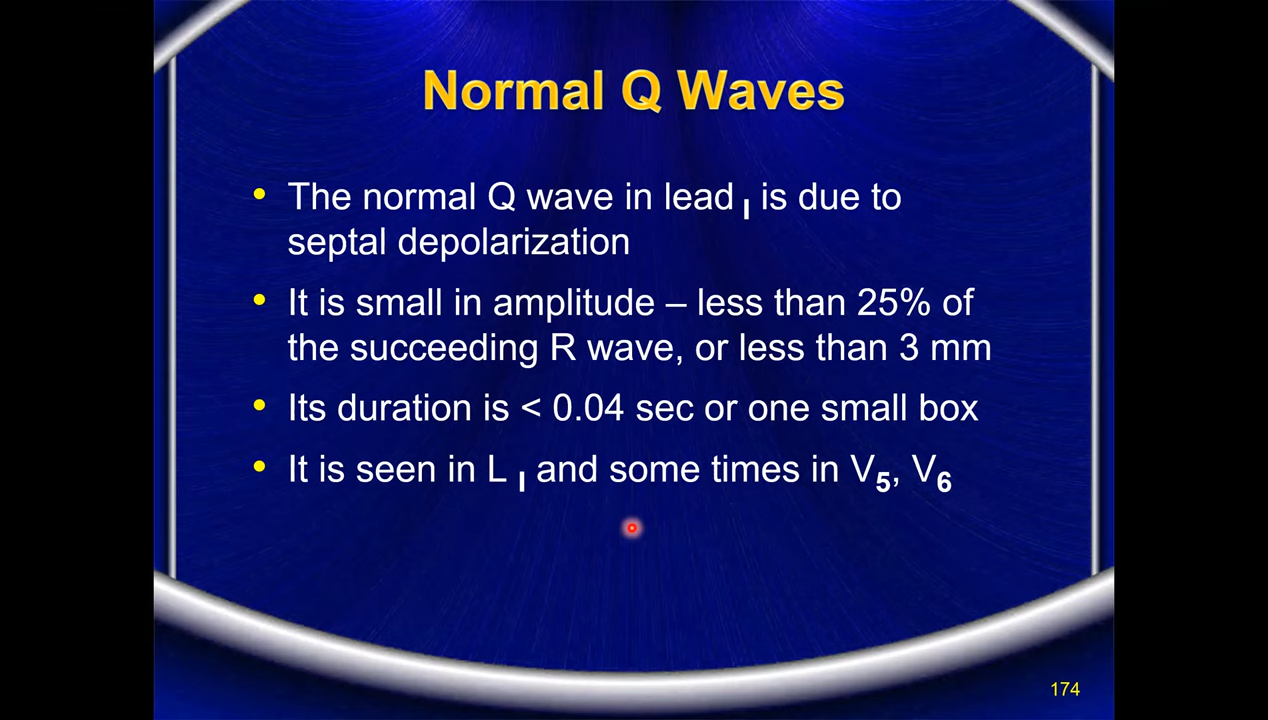 Normal Q Waves
• The normal Q wave in lead I is due to
septal depolarization
• It is small in amplitude – less than 25% of
the succeeding R wave, or less than 3 mm
• Its duration is < 0.04 sec or one small box
• It is seen in L I and some times in V5, V6
174